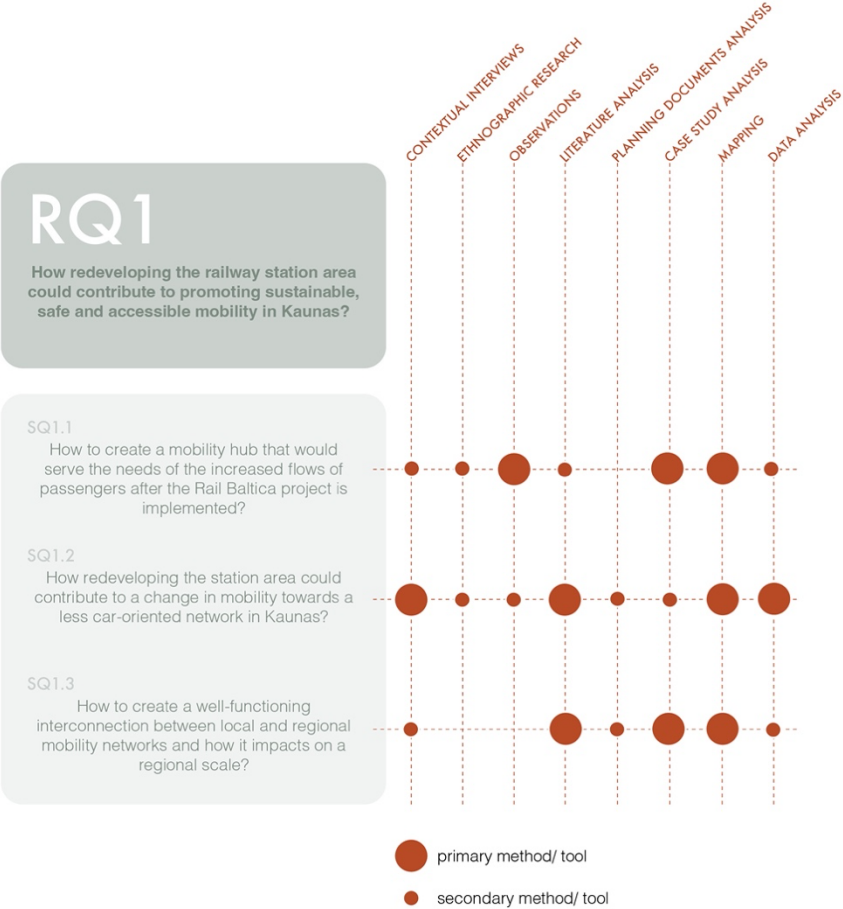 CONTEXTUAL INTERVIEWS
ETHNOGRAPHIC RESEARCH
OBSERVATIONS
LITERATURE ANALYSIS
PLANNING DOCUMENTS ANALYSIS
CASE STUDY ANALYSIS
MAPPING
DATA ANALYSIS
RQ1
How redeveloping the railway station area
could contribute to promoting sustainable,
safe and accessible mobility in Kaunas?
SQ1.1
How to create a mobility hub that would
serve the needs of the increased flows of
passengers after the Rail Baltica project is
implemented?
SQ1.2
How redeveloping the station area could
contribute to a change in mobility towards a
less car-oriented network in Kaunas?
SQ1.3
How to create a well-functioning
interconnection between local and regional
mobility networks and how it impacts on a
regional scale?
primary method/ tool
secondary method/ tool